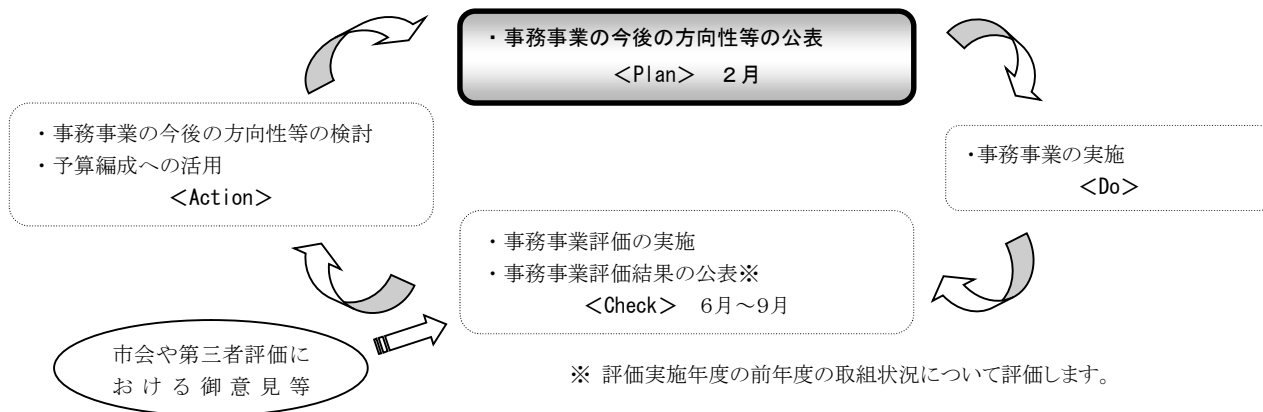 ・事務事業の今後の方向性等の公表
＜Plan＞　２月
・事務事業の今後の方向性等の検討
・予算編成への活用
＜Action＞
・事務事業の実施
＜Do＞
・事務事業評価の実施
・事務事業評価結果の公表※
＜Check＞　6月～9月
市会や第三者評価に
おける御意見等
※ 評価実施年度の前年度の取組状況について評価します。